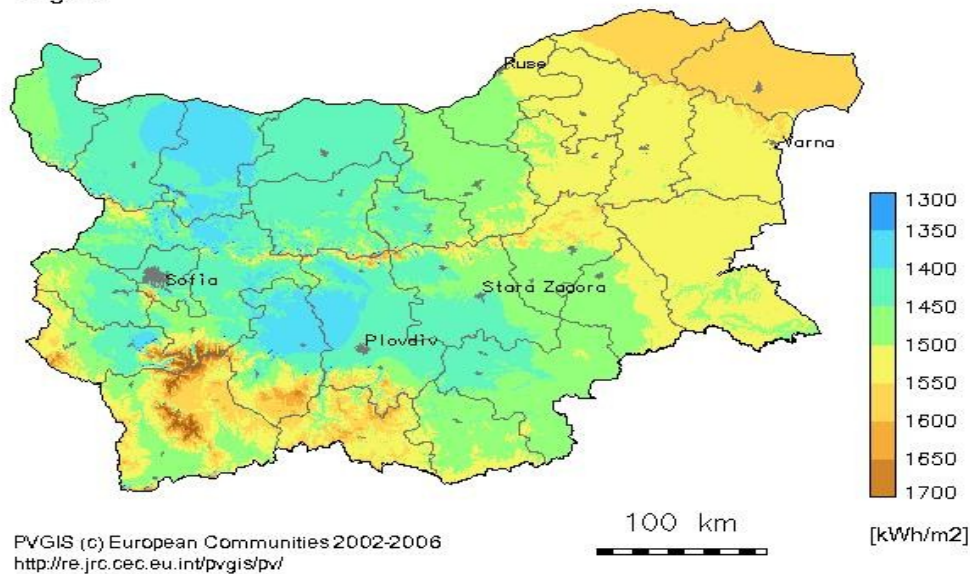 Ruse
Varna
Sofia
Stara Zagora
Plovdiv
1300
1350
1400
1450
1500
1550
1600
1650
1700
[kWh/m2]
100 km
PVGIS (c) European Communities 2002-2006
http://re.jrc.cec.eu.int/pvgis/pv/